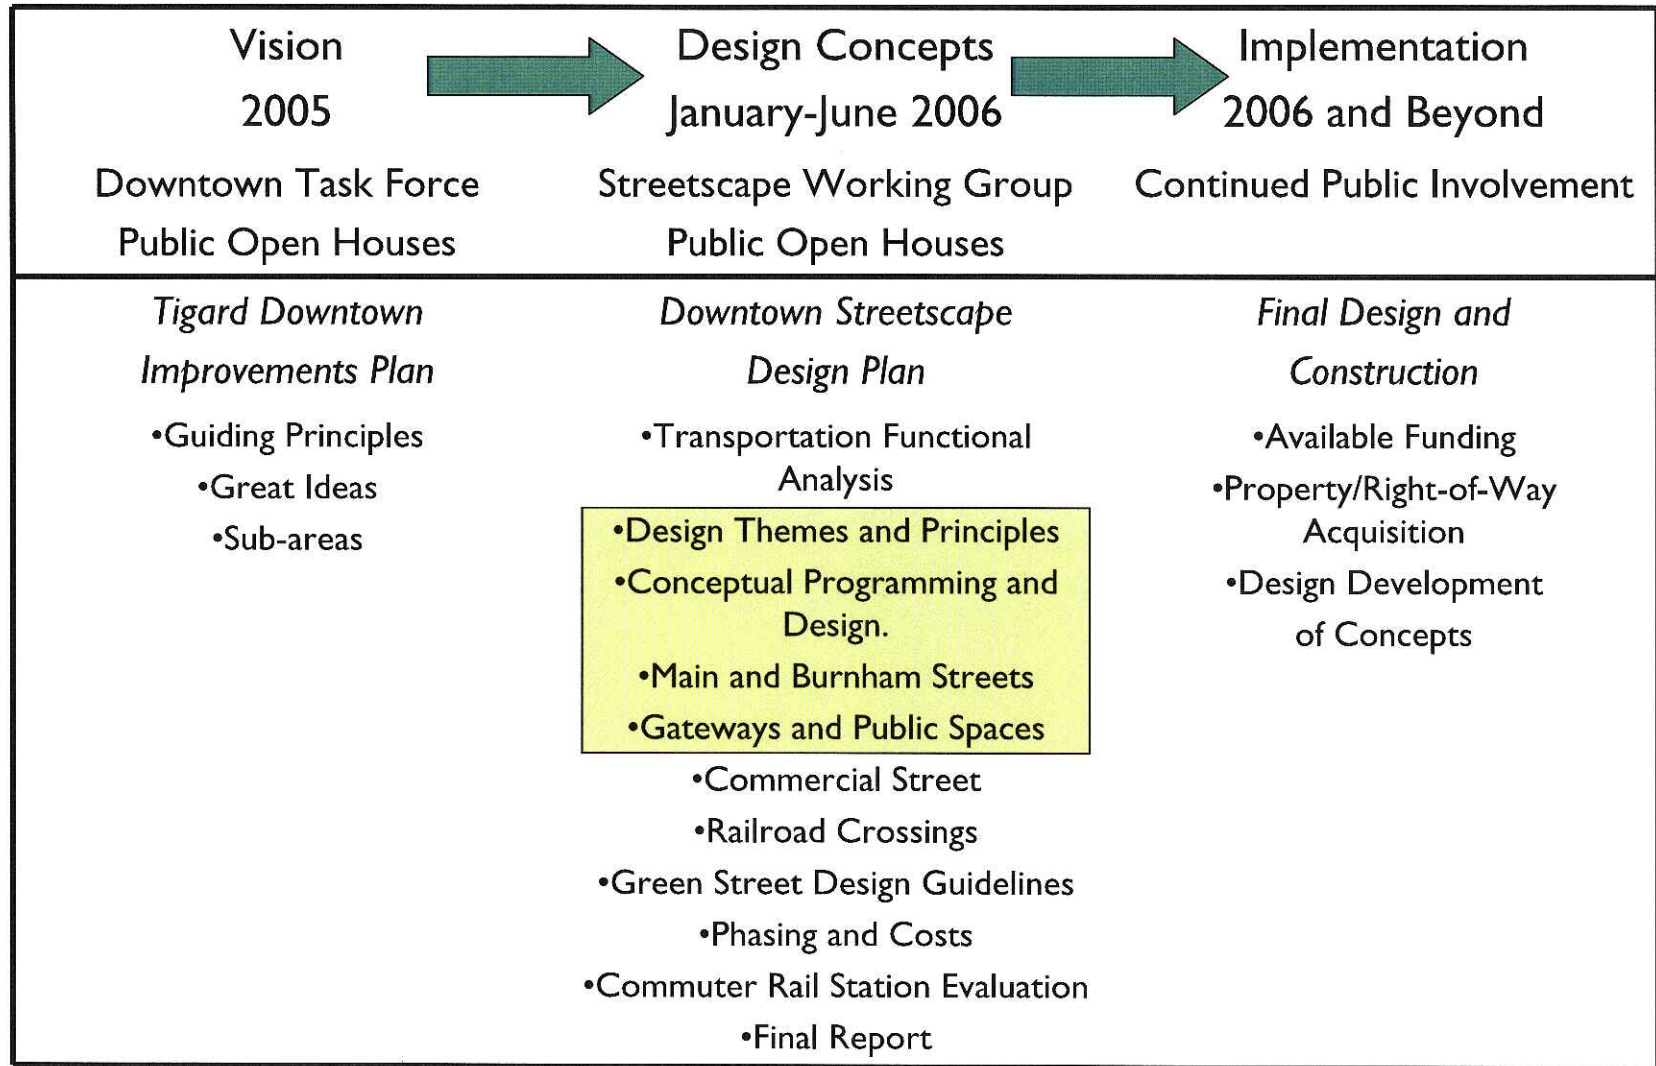 Vision
2005
Downtown Task Force
Public Open Houses
Design Concepts
January-June 2006
Streetscape Working Group
Public Open Houses
Implementation
2006 and Beyond
Continued Public Involvement
Tigard Downtown
Improvements Plan
•Guiding Principles
•Great Ideas
•Sub-areas
Downtown Streetscape
Design Plan
•Transportation Functional
Analysis
•Design Themes and Principles
•Conceptual Programming and
Design.
•Main and Burnham Streets
•Gateways and Public Spaces
•Commercial Street
•Railroad Crossings
•Green Street Design Guidelines
•Phasing and Costs
•Commuter Rail Station Evaluation
•Final Report
Final Design and
Construction
•Available Funding
•Property/Right-of-Way
Acquisition
•Design Development
of Concepts